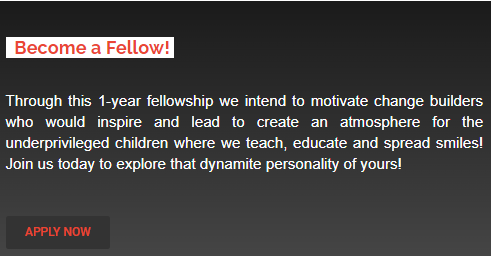 Become a Fellow!
Through this 1-year fellowship we intend to motivate change builders
who would inspire and lead to create an atmosphere for the
underprivileged children where we teach, educate and spread smiles!
Join us today to explore that dynamite personality of yours!
APPLY NOW